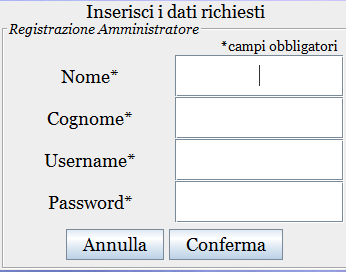 Inserisci i dati richiesti
Registrazione Amministratore
*campi obbligatori
Nome*
Cognome*
Username*
Password*
Annulla Conferma